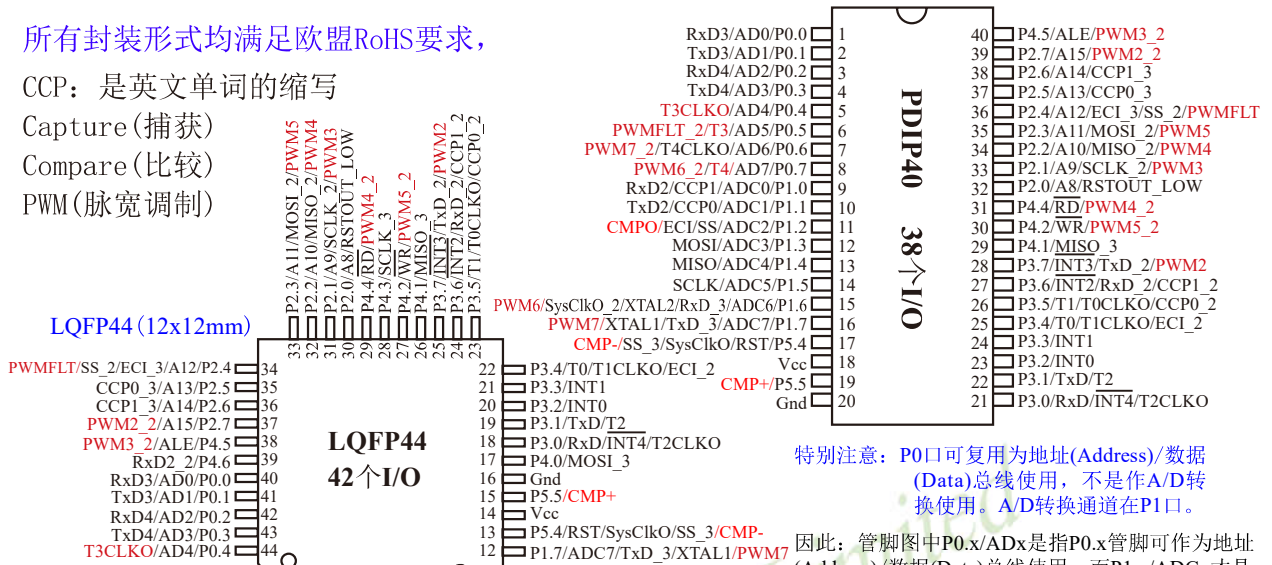 所有封装形式均满足欧盟RoHS要求，
CCP：是英文单词的缩写
Capture(捕获)
Compare(比较)
PWM(脉宽调制)
P2.3/A11/MOSI_2/PWM5
P2.2/A10/MISO_2/PWM4
P2.1/A9/SCLK_2/PWM3
P2.0/A8/RSTOUT_LOW
P4.4/RD/PWM4_2
P4.3/SCLK_3
P4.2/WR/PWM5_2
P4.1/MISO_3
P3.7/INT3/TxD_2/PWM2
P3.6/INT2/RxD_2/CCP1_2
P3.5/T1/T0CLKO/CCP0_2
33 32 31 30 29 28 27 26 25 24 23
LQFP44(12x12mm)
PWMFLT/SS_2/ECI_3/A12/P2.4 34
CCP0_3/A13/P2.5 35
CCP1_3/A14/P2.6 36
PWM2_2/A15/P2.7 37
PWM3_2/ALE/P4.5 38
RxD2_2/P4.6 39
RxD3/AD0/P0.0 40
TxD3/AD1/P0.1 41
RxD4/AD2/P0.2 42
TxD4/AD3/P0.3 43
T3CLKO/AD4/P0.4 44
LQFP44
42个I/O
22 P3.4/T0/T1CLKO/ECI_2
21 P3.3/INT1
20 P3.2/INT0
19 P3.1/TxD/T2
18 P3.0/RxD/INT4/T2CLKO
17 P4.0/MOSI_3
16 Gnd
15 P5.5/CMP+
14 Vcc
13 P5.4/RST/SysClkO/SS_3/CMP-
12 P1.7/ADC7/TxD_3/XTAL1/PWM7
RxD3/AD0/P0.0 1
TxD3/AD1/P0.1 2
RxD4/AD2/P0.2 3
TxD4/AD3/P0.3 4
T3CLKO/AD4/P0.4 5
PWMFLT_2/T3/AD5/P0.5 6
PWM7_2/T4CLKO/AD6/P0.6 7
PWM6_2/T4/AD7/P0.7 8
RxD2/CCP1/ADC0/P1.0 9
TxD2/CCP0/ADC1/P1.1 10
CMPO/ECI/SS/ADC2/P1.2 11
MOSI/ADC3/P1.3 12
MISO/ADC4/P1.4 13
SCLK/ADC5/P1.5 14
PWM6/SysClkO_2/XTAL2/RxD_3/ADC6/P1.6 15
PWM7/XTAL1/TxD_3/ADC7/P1.7 16
CMP-/SS_3/SysClkO/RST/P5.4 17
Vcc 18
CMP+/P5.5 19
Gnd 20
PDIP40 38个I/O
40 P4.5/ALE/PWM3_2
39 P2.7/A15/PWM2_2
38 P2.6/A14/CCP1_3
37 P2.5/A13/CCP0_3
36 P2.4/A12/ECI_3/SS_2/PWMFLT
35 P2.3/A11/MOSI_2/PWM5
34 P2.2/A10/MISO_2/PWM4
33 P2.1/A9/SCLK_2/PWM3
32 P2.0/A8/RSTOUT_LOW
31 P4.4/RD/PWM4_2
30 P4.2/WR/PWM5_2
29 P4.1/MISO_3
28 P3.7/INT3/TxD_2/PWM2
27 P3.6/INT2/RxD_2/CCP1_2
26 P3.5/T1/T0CLKO/CCP0_2
25 P3.4/T0/T1CLKO/ECI_2
24 P3.3/INT1
23 P3.2/INT0
22 P3.1/TxD/T2
21 P3.0/RxD/INT4/T2CLKO
特别注意：P0口可复用为地址(Address)/数据
(Data)总线使用，不是作A/D转
换使用。A/D转换通道在P1口。
因此：管脚图中P0.x/ADx是指P0.x管脚可作为地址